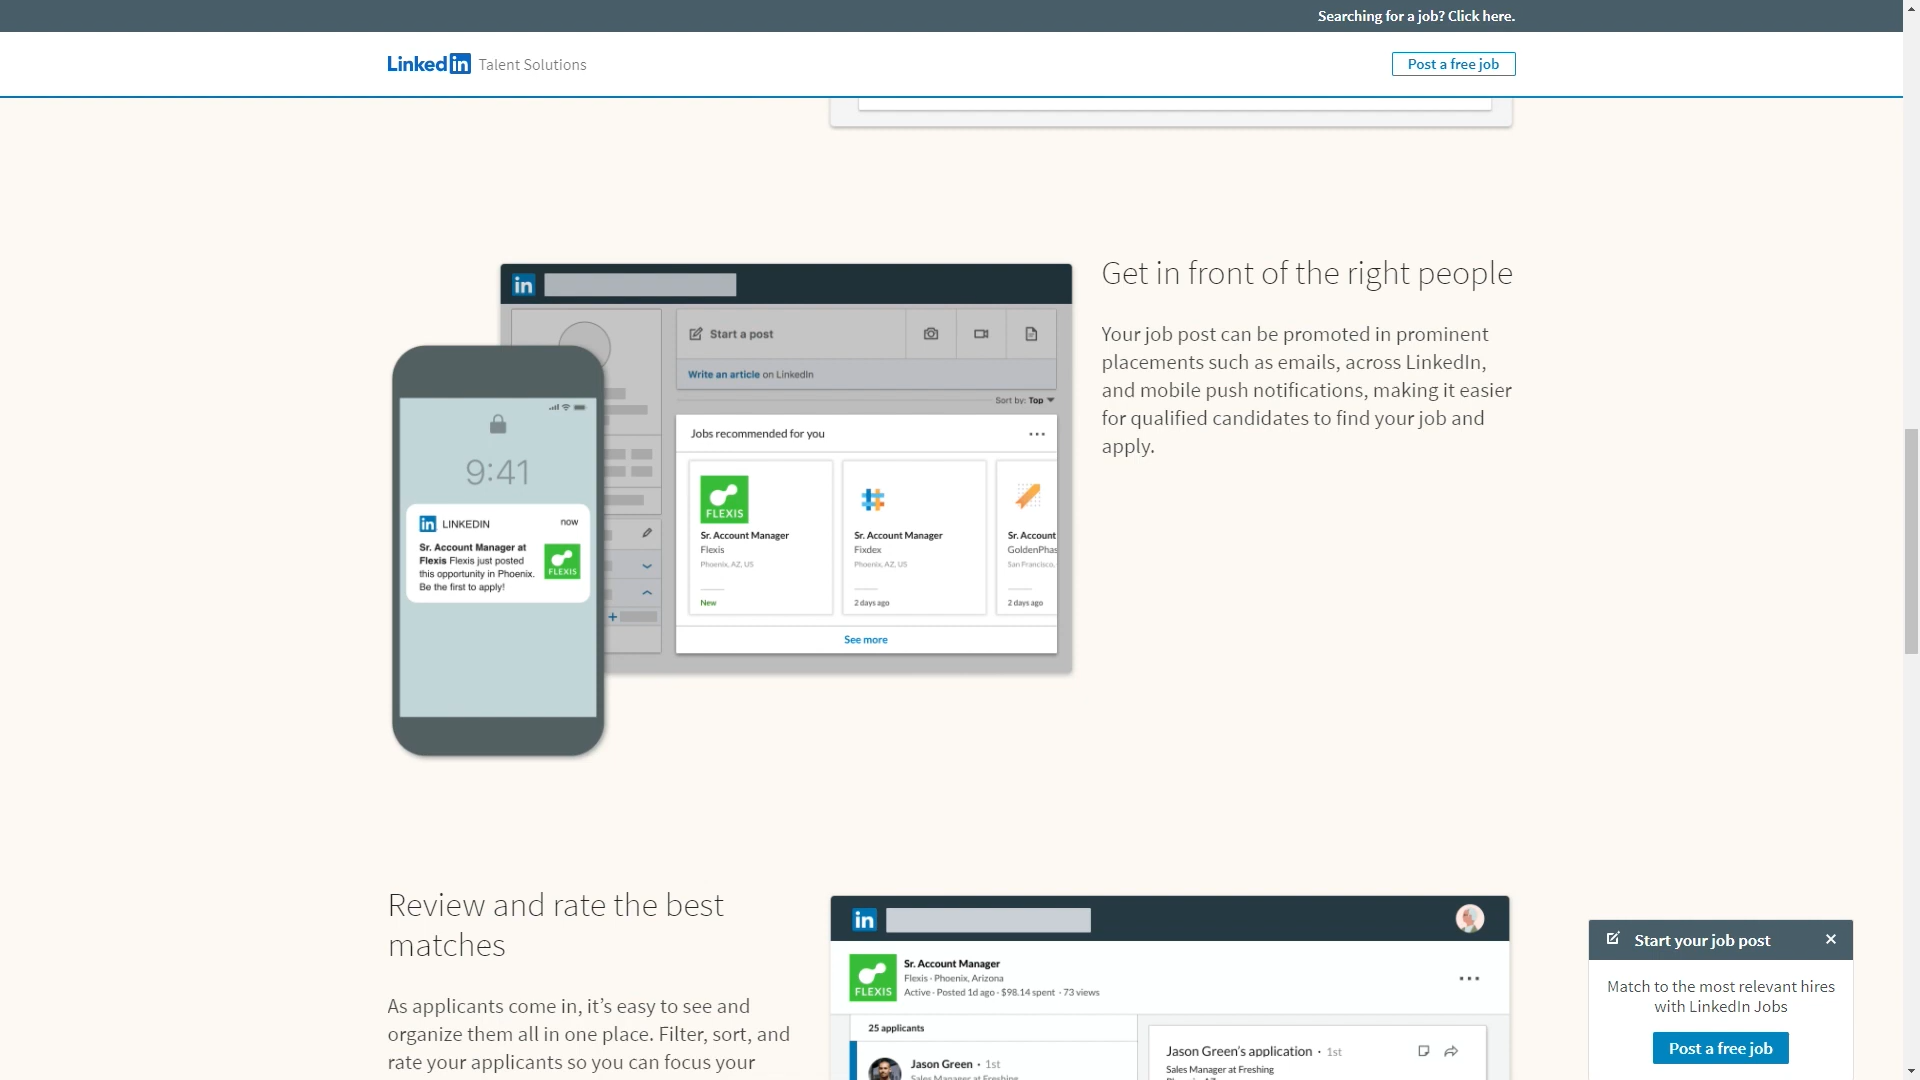 Searching for a job? Click here.
LinkedIn Talent Solutions
Post a free job
Get in front of the right people
Your job post can be promoted in prominent
placements such as emails, across LinkedIn,
and mobile push notifications, making it easier
for qualified candidates to find your job and
apply.
in
Start a post
Write an article on LinkedIn
Sort by: Top
Jobs recommended for you
FLEXIS
Sr. Account Manager
Flexis
Phoenix, AZ, US
New
Sr. Account Manager
Fixdex
Phoenix, AZ, US
2 days ago
Sr. Account
GoldenPhas
San Francisco,
2 days ago
See more
9:41
in LINKEDIN now
Sr. Account Manager at
Flexis Flexis just posted
this opportunity in Phoenix.
Be the first to apply!
FLEXIS
Review and rate the best
matches
As applicants come in, it’s easy to see and
organize them all in one place. Filter, sort, and
rate your applicants so you can focus your
in
FLEXIS
Sr. Account Manager
Flexis - Phoenix, Arizona
Active - Posted 1d ago - $98.14 spent - 73 views
25 applicants
Jason Green · 1st
Sales Manager at Freshing
Jason Green’s application · 1st
Sales Manager at Freshing
Start your job post
Match to the most relevant hires
with LinkedIn Jobs
Post a free job